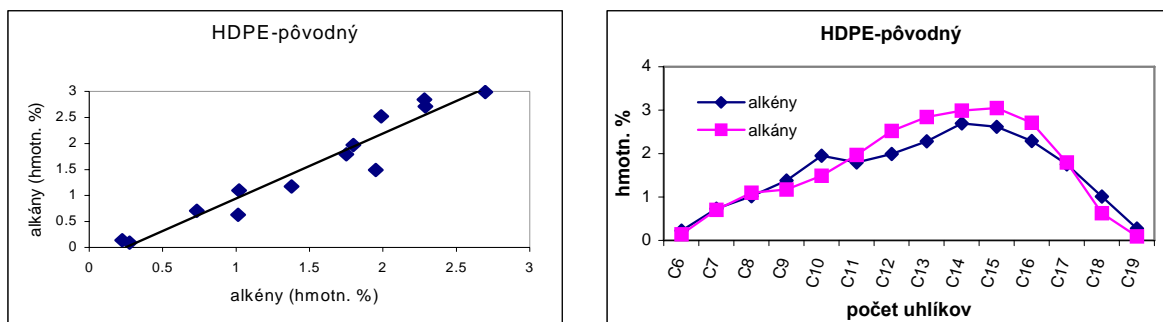 HDPE-pôvodný
alkány (hmotn. %)
3
2.5
2
1.5
1
0.5
0
0 0.5 1 1.5 2 2.5 3
alkény (hmotn. %)
HDPE-pôvodný
hmotn. %
4
3
2
1
0
alkény
alkány
C6 C7 C8 C9 C10 C11 C12 C13 C14 C15 C16 C17 C18 C19
počet uhlíkov